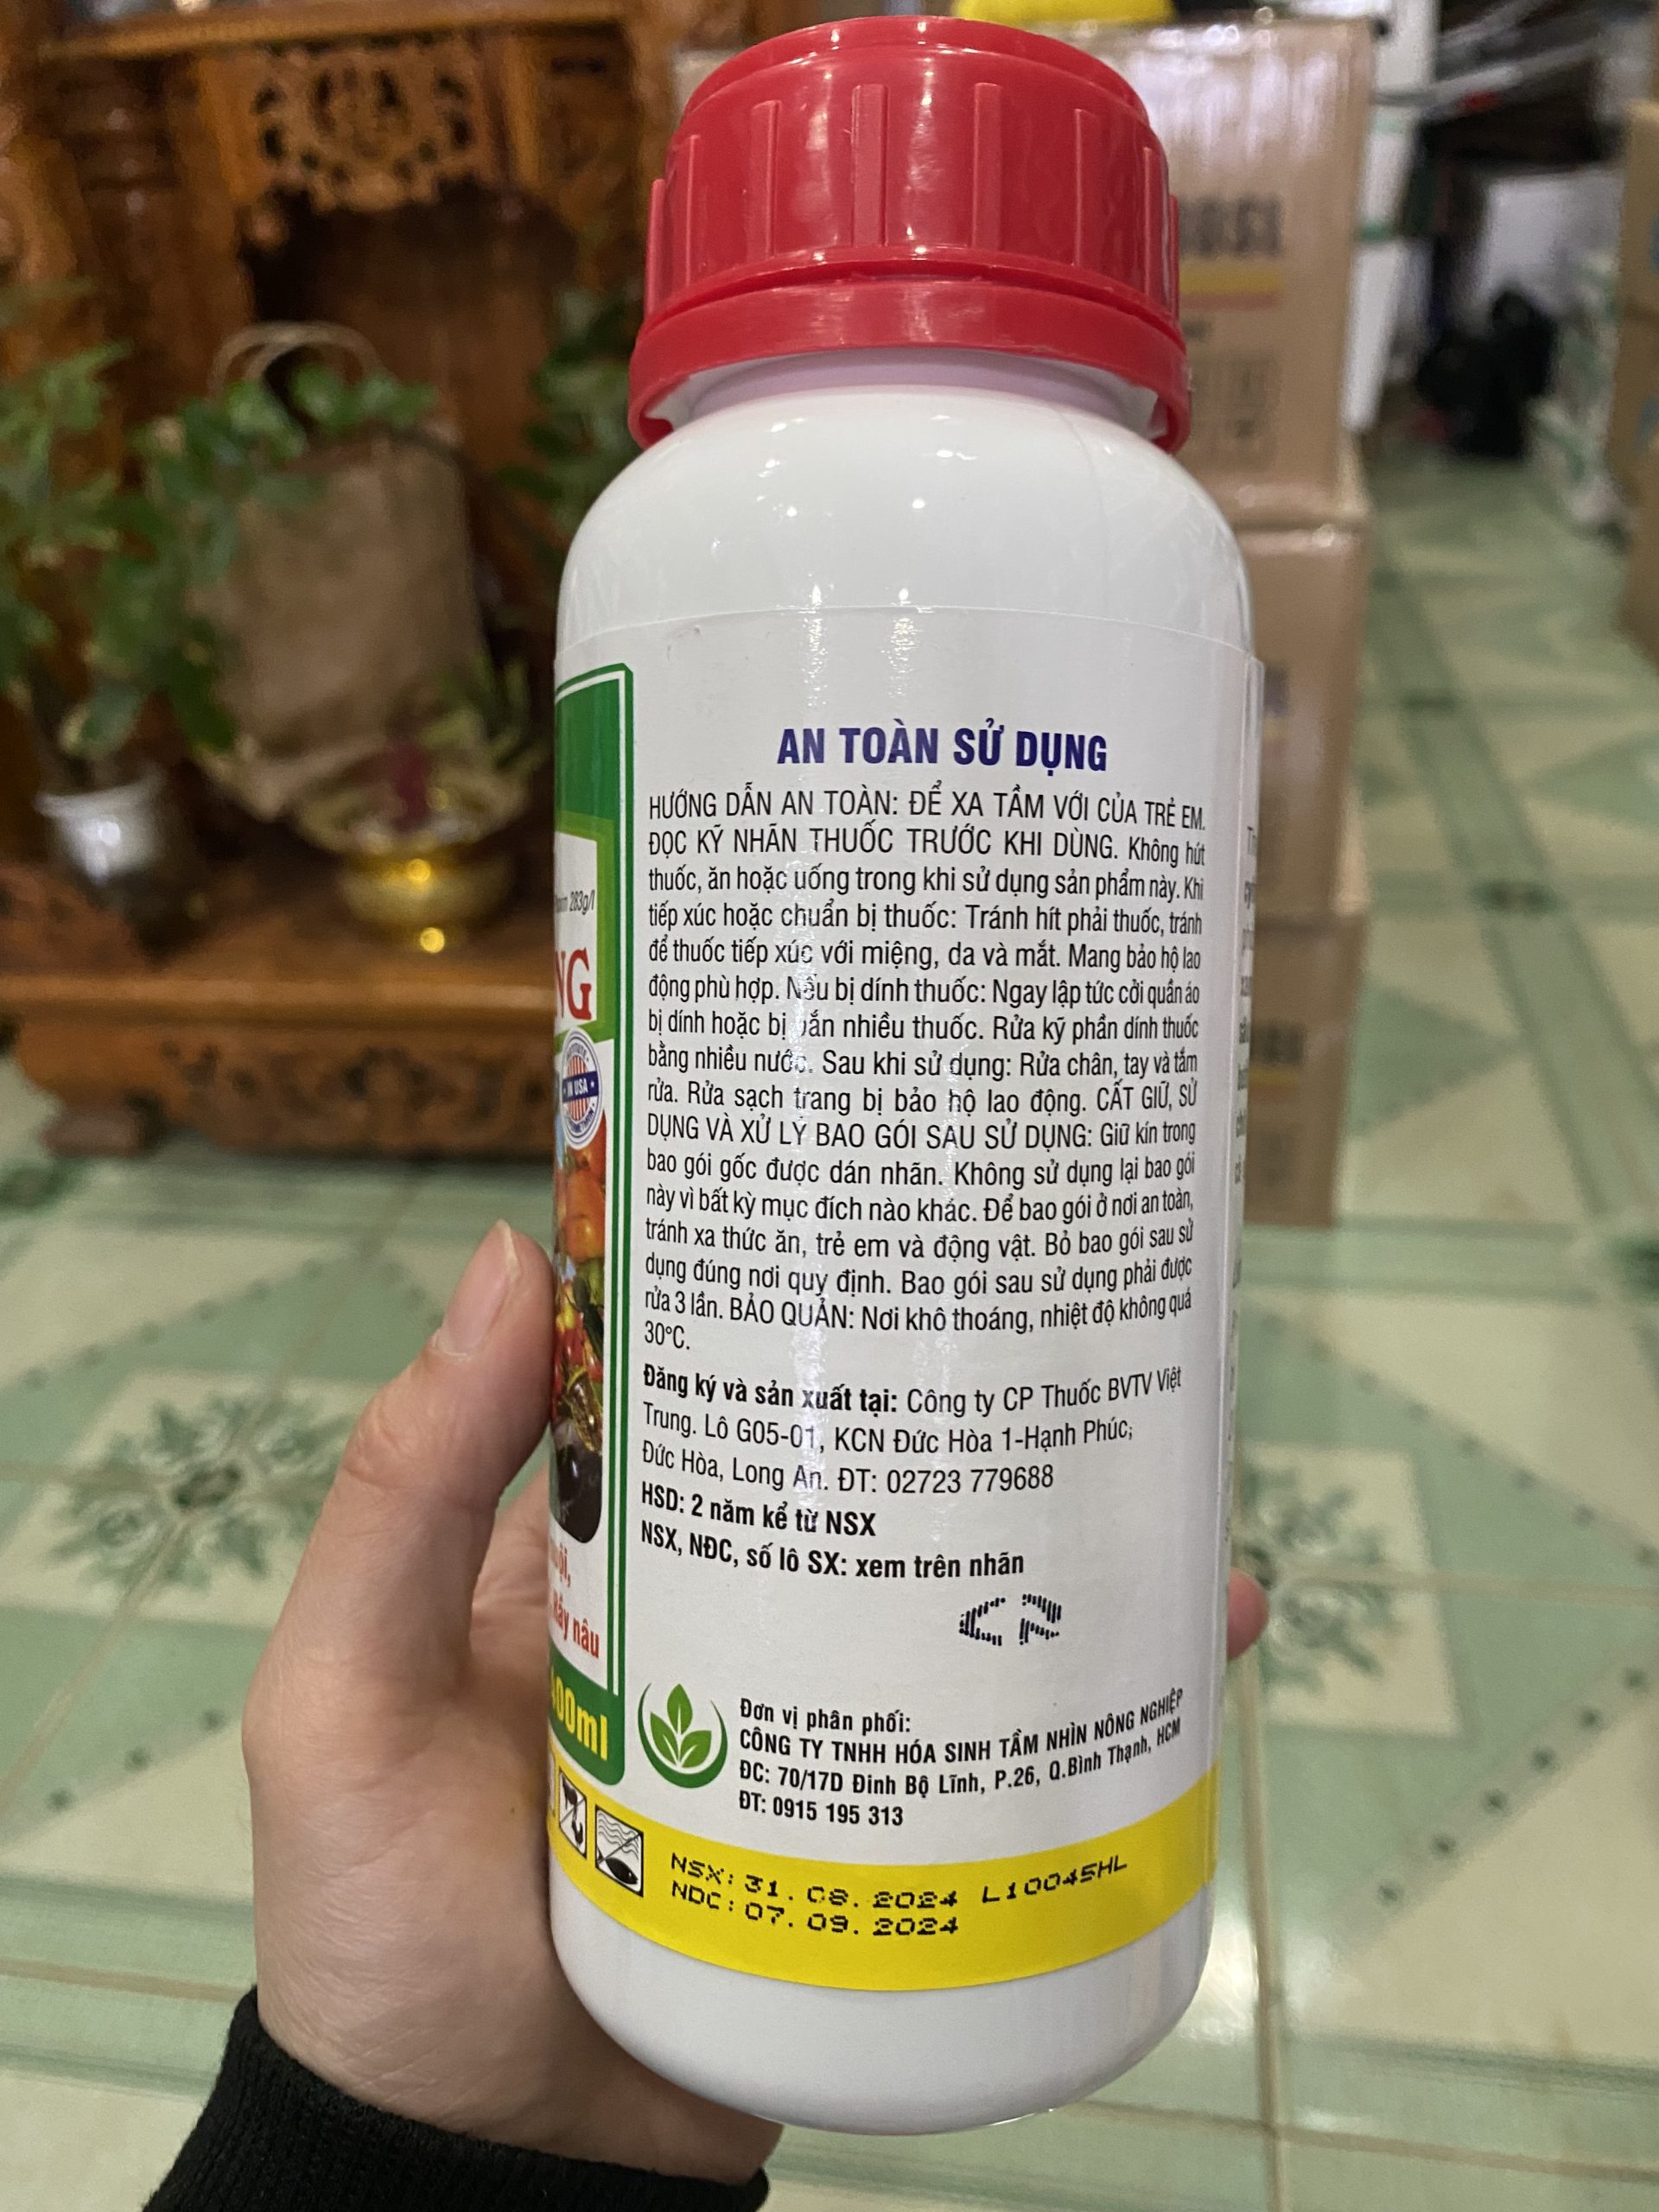 AN TOÀN SỬ DỤNG
HƯỚNG DẪN AN TOÀN: ĐỂ XA TẦM VỚI CỦA TRẺ EM.
ĐỌC KỸ NHÃN THUỐC TRƯỚC KHI DÙNG. Không hút
thuốc, ăn hoặc uống trong khi sử dụng sản phẩm này. Khi
tiếp xúc hoặc chuẩn bị thuốc: Tránh hít phải thuốc, tránh
để thuốc tiếp xúc với miệng, da và mắt. Mang bảo hộ lao
động phù hợp. Nếu bị dính thuốc: Ngay lập tức cởi quần áo
bị dính hoặc bị bắn nhiều thuốc. Rửa kỹ phần dính thuốc
bằng nhiều nước. Sau khi sử dụng: Rửa chân, tay và tắm
rửa. Rửa sạch trang bị bảo hộ lao động. CẤT GIỮ, SỬ
DỤNG VÀ XỬ LÝ BAO GÓI SAU SỬ DỤNG: Giữ kín trong
bao gói gốc được dán nhãn. Không sử dụng lại bao gói
này vì bất kỳ mục đích nào khác. Để bao gói ở nơi an toàn,
tránh xa thức ăn, trẻ em và động vật. Bỏ bao gói sau sử
dụng đúng nơi quy định. Bao gói sau sử dụng phải được
rửa 3 lần. BẢO QUẢN: Nơi khô thoáng, nhiệt độ không quá
30°C.
Đăng ký và sản xuất tại: Công ty CP Thuốc BVTV Việt
Trung. Lô G05-01, KCN Đức Hòa 1-Hạnh Phúc;
Đức Hòa, Long An. ĐT: 02723 779688
HSD: 2 năm kể từ NSX
NSX, NĐC, số lô SX: xem trên nhãn
Đơn vị phân phối:
CÔNG TY TNHH HÓA SINH TẦM NHÌN NÔNG NGHIỆP
ĐC: 70/17D Đinh Bộ Lĩnh, P.26, Q.Bình Thạnh, HCM
ĐT: 0915 195 313
NSX: 31.08.2024 L10045HL
NDC: 07.09.2024
283g/l
NG
IN USA
nâu
400ml